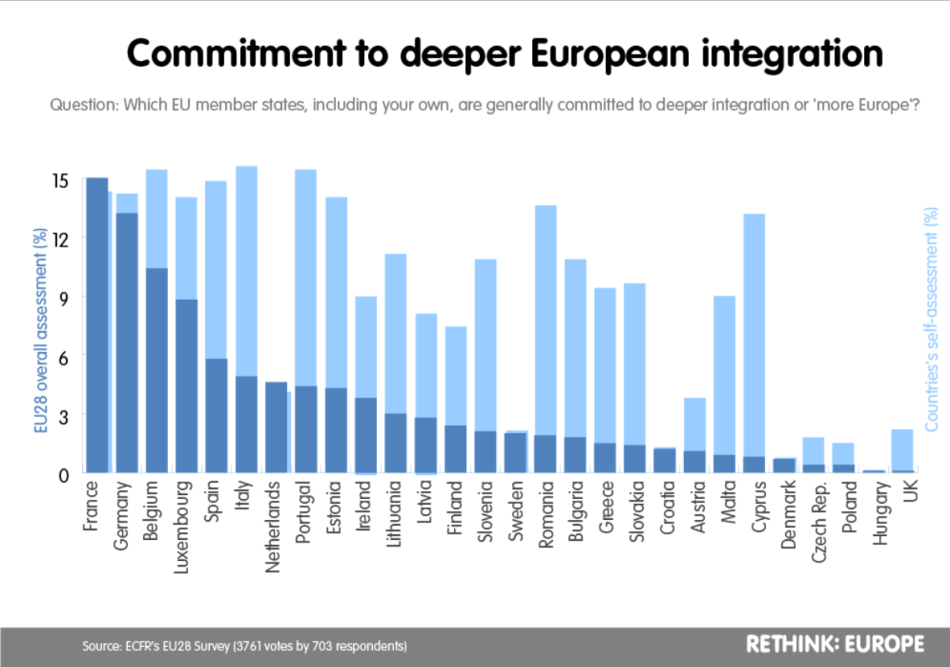 Commitment to deeper European integration
Question: Which EU member states, including your own, are generally committed to deeper integration or 'more Europe'?
EU28 overall assessment (%)
15
12
9
6
3
0
Countries's self-assessment (%)
France
Germany
Belgium
Luxembourg
Spain
Italy
Netherlands
Portugal
Estonia
Ireland
Lithuania
Latvia
Finland
Slovenia
Sweden
Romania
Bulgaria
Greece
Slovakia
Croatia
Austria
Malta
Cyprus
Denmark
Czech Rep.
Poland
Hungary
UK
Source: ECFR's EU28 Survey (3761 votes by 703 respondents)
RETHINK: EUROPE